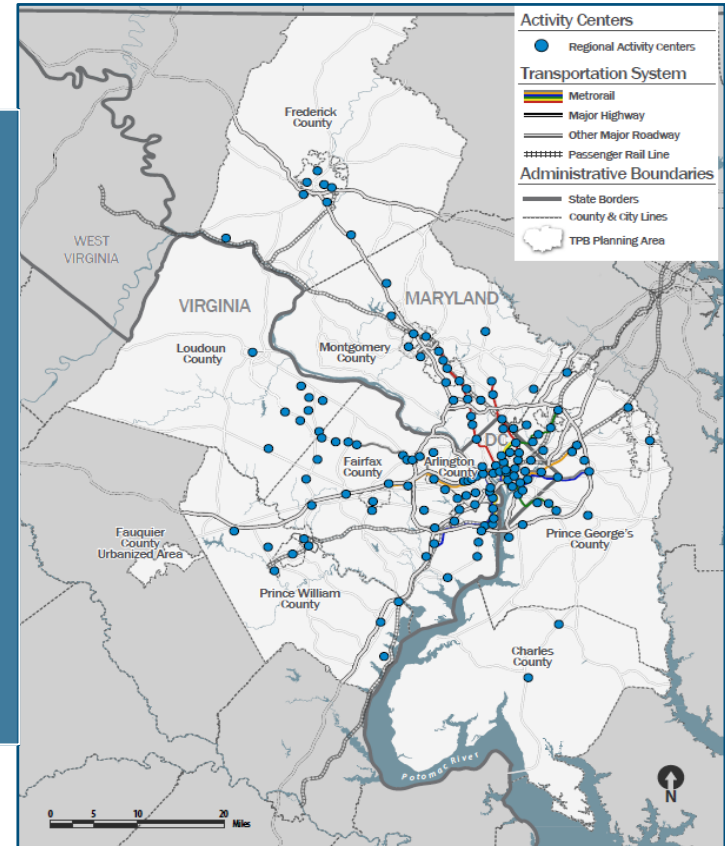 Activity Centers
Regional Activity Centers
Transportation System
Metrorail
Major Highway
Other Major Roadway
Passenger Rail Line
Administrative Boundaries
State Borders
County & City Lines
TPB Planning Area
Frederick
County
WEST
VIRGINIA
VIRGINIA
MARYLAND
Loudoun
County
Montgomery
County
DC
Fairfax
County
Arlington
County
Fauquier
County
Urbanized Area
Prince George's
County
Prince William
County
Charles
County
Potomac River
N
0 5 10 20
Miles